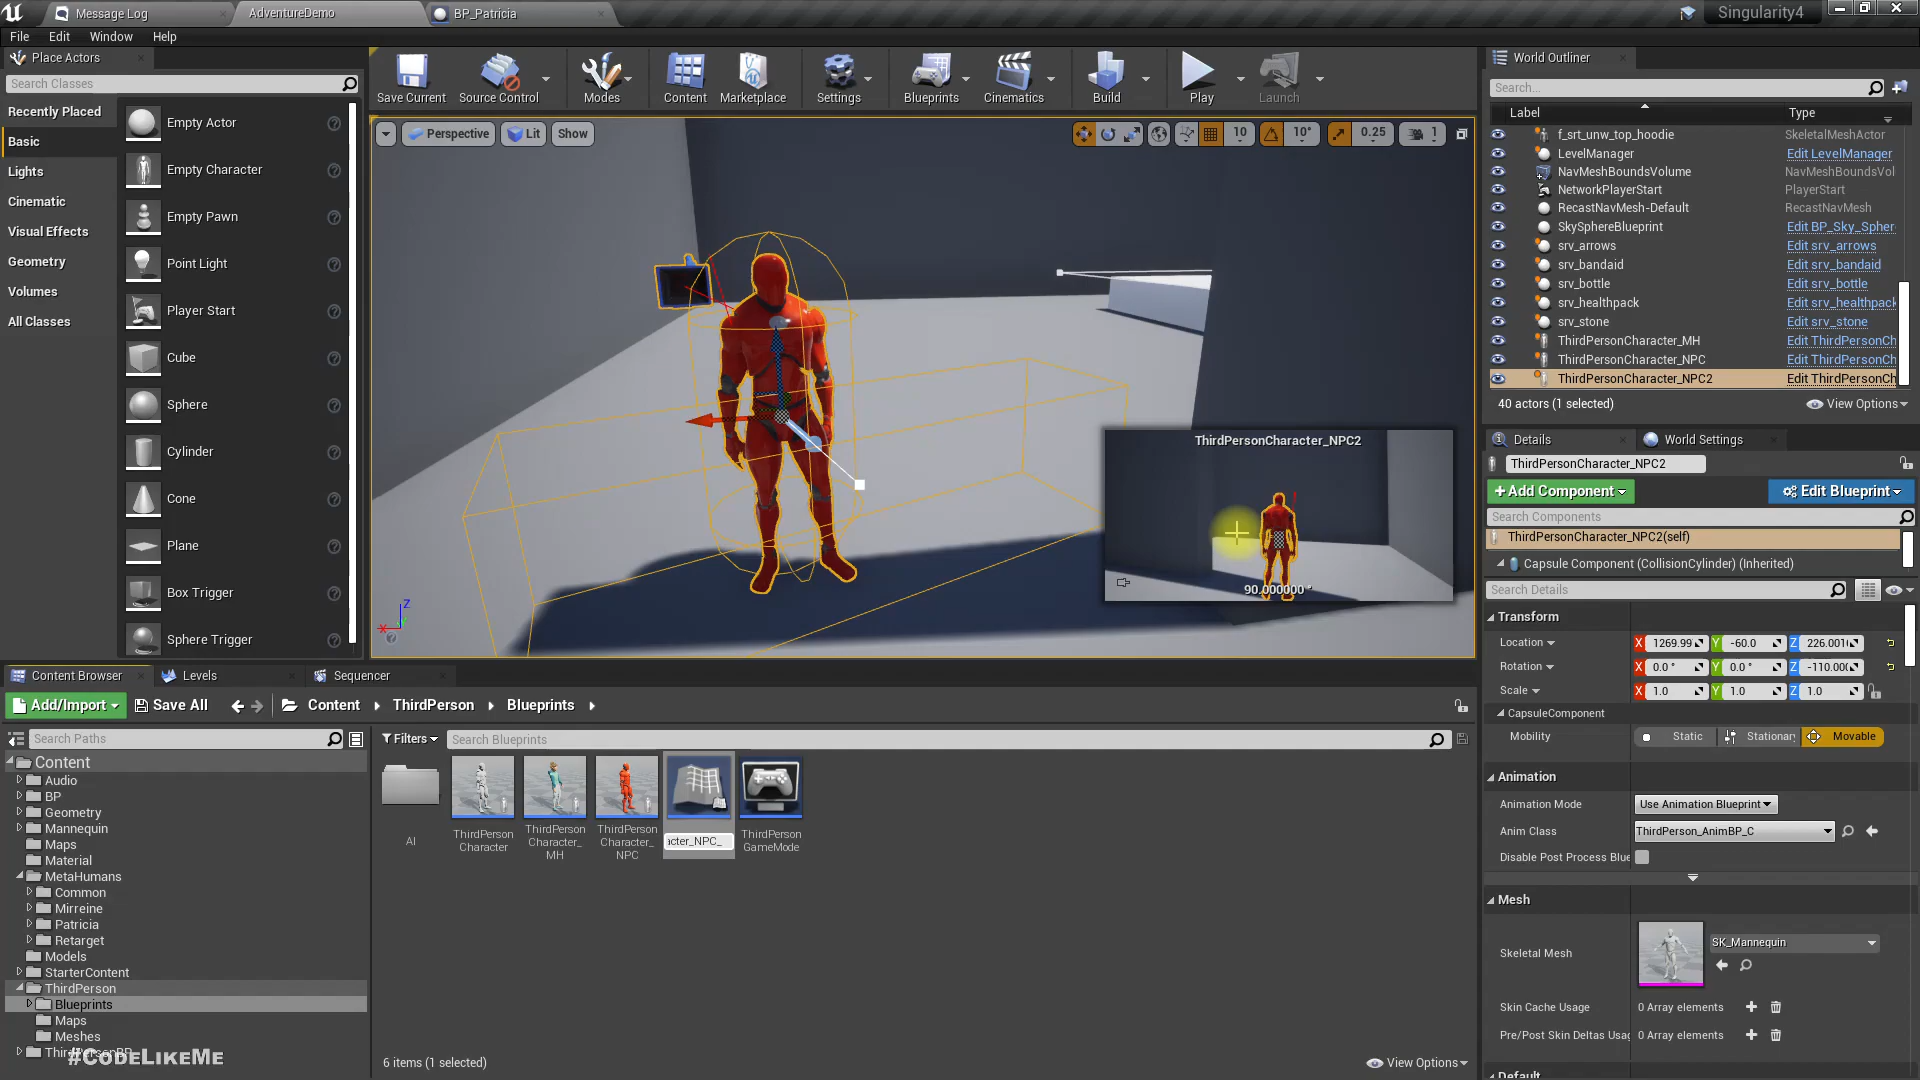 Message Log
AdventureDemo
BP_Patricia
Singularity4
File Edit Window Help
Place Actors
Search Classes
Recently Placed
Basic
Lights
Cinematic
Visual Effects
Geometry
Volumes
All Classes
Empty Actor
Empty Character
Empty Pawn
Point Light
Player Start
Cube
Sphere
Cylinder
Cone
Plane
Box Trigger
Sphere Trigger
Save Current
Source Control
Modes
Content
Marketplace
Settings
Blueprints
Cinematics
Build
Play
Launch
Perspective Lit Show
10 10° 0.25 1
ThirdPersonCharacter_NPC2
90.000000 °
Z
X
World Outliner
Search...
Label Type
f_srt_unw_top_hoodie SkeletalMeshActor
LevelManager Edit LevelManager
NavMeshBoundsVolume NavMeshBoundsVol
NetworkPlayerStart PlayerStart
RecastNavMesh-Default RecastNavMesh
SkySphereBlueprint Edit BP_Sky_Spher
srv_arrows Edit srv_arrows
srv_bandaid Edit srv_bandaid
srv_bottle Edit srv_bottle
srv_healthpack Edit srv_healthpack
srv_stone Edit srv_stone
ThirdPersonCharacter_MH Edit ThirdPersonCh
ThirdPersonCharacter_NPC Edit ThirdPersonCh
ThirdPersonCharacter_NPC2 Edit ThirdPersonCh
40 actors (1 selected) View Options
Details World Settings
ThirdPersonCharacter_NPC2
+Add Component Edit Blueprint
Search Components
ThirdPersonCharacter_NPC2(self)
Capsule Component (CollisionCylinder) (Inherited)
Search Details
Transform
Location X 1269.99 Y -60.0 Z 226.001
Rotation X 0.0 ° Y 0.0 ° Z -110.00
Scale X 1.0 Y 1.0 Z 1.0
CapsuleComponent
Mobility Static Stationar Movable
Animation
Animation Mode Use Animation Blueprint
Anim Class ThirdPerson_AnimBP_C
Disable Post Process Blue
Mesh
Skeletal Mesh SK_Mannequin
Skin Cache Usage 0 Array elements
Pre/Post Skin Deltas Usag 0 Array elements
Default
Content Browser Levels Sequencer
Add/Import Save All Content ThirdPerson Blueprints
Search Paths
Filters Search Blueprints
Content
Audio
BP
Geometry
Mannequin
Maps
Material
MetaHumans
Common
Mirreine
Patricia
Retarget
Models
StarterContent
ThirdPerson
Blueprints
Maps
Meshes
ThirdPersonBP
#CodeLikeMe
AI
ThirdPerson
Character
ThirdPerson
Character_
MH
ThirdPerson
Character_
NPC
acter_NPC_
ThirdPerson
GameMode
6 items (1 selected) View Options